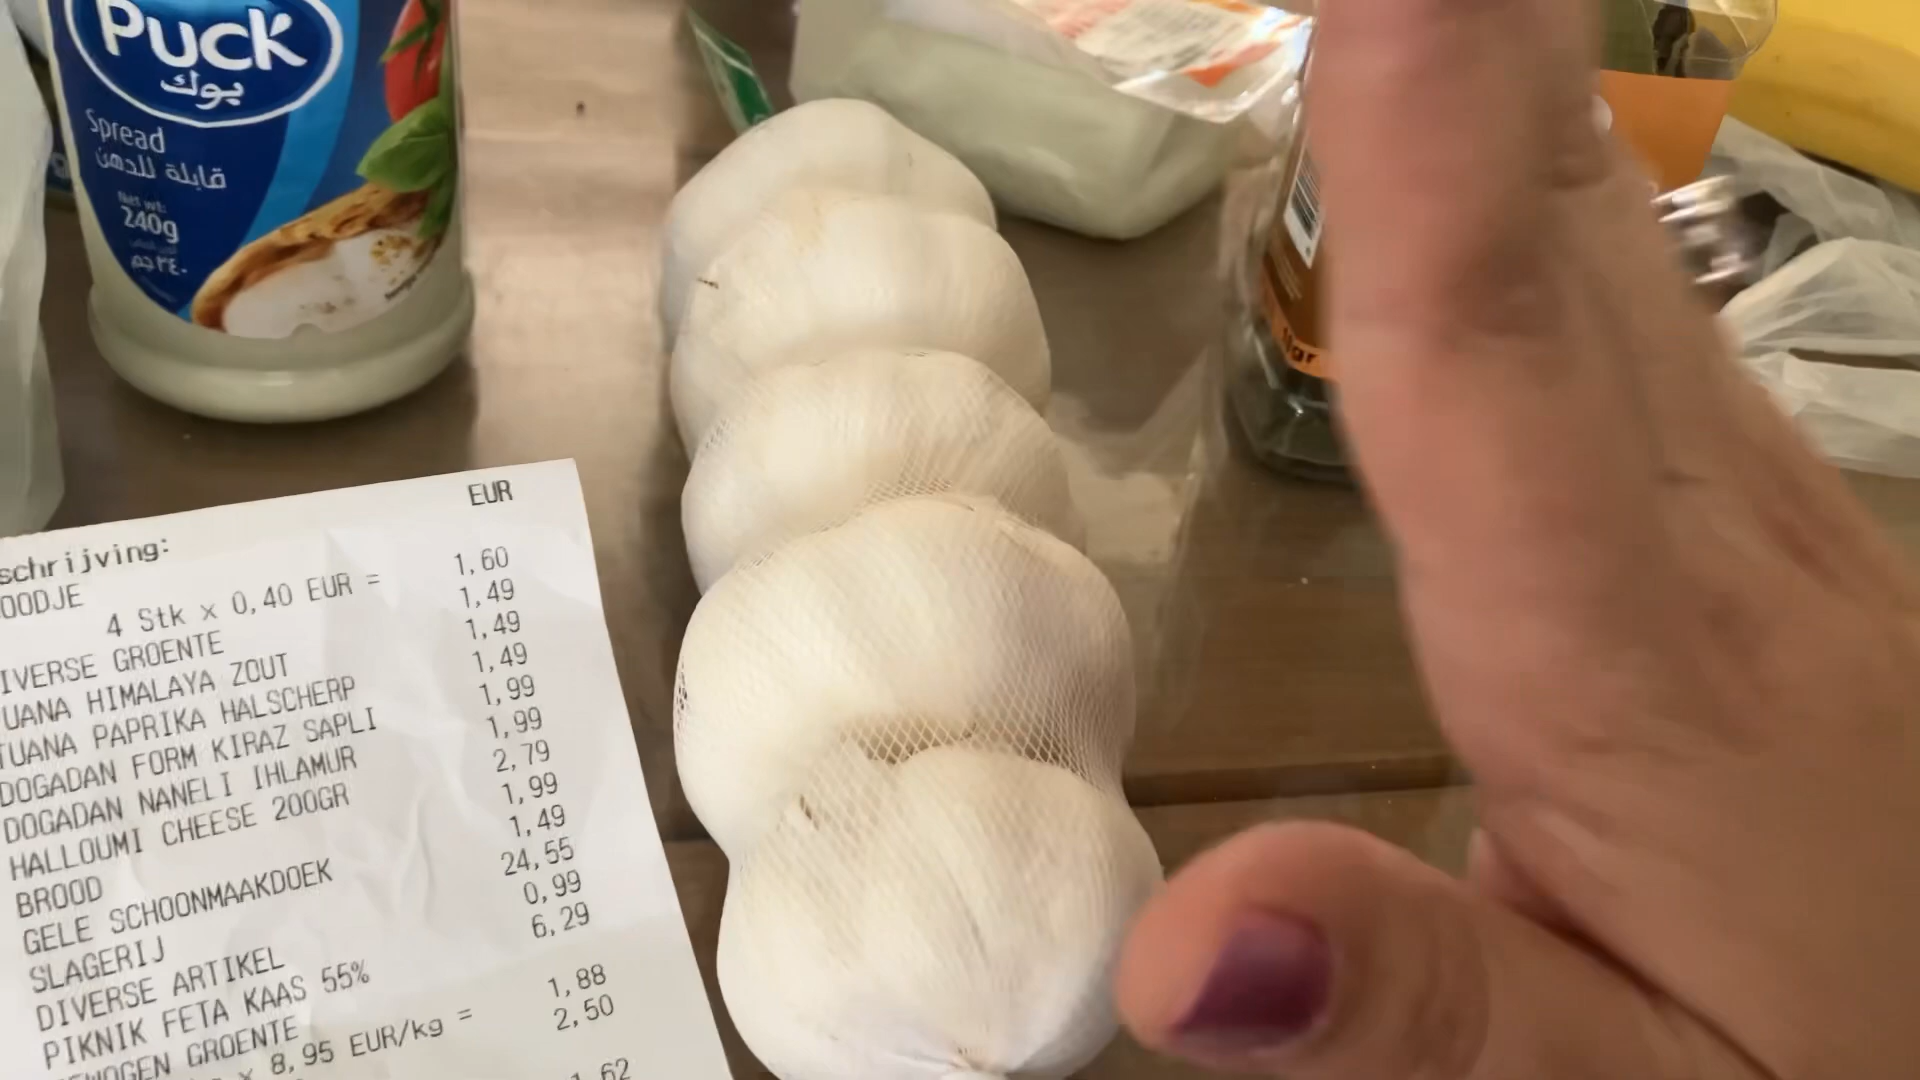 Puck
بوك
Spread
قابلة للدهن
Net wt:
240g
٢٤٠جم
EUR
schrijving:
OODJE 1,60
4 Stk x 0,40 EUR =
IVERSE GROENTE 1,49
UANA HIMALAYA ZOUT 1,49
TUANA PAPRIKA HALSCHERP 1,49
DOGADAN FORM KIRAZ SAPLI 1,99
DOGADAN NANELI IHLAMUR 1,99
HALLOUMI CHEESE 200GR 2,79
BROOD 1,99
GELE SCHOONMAAKDOEK 1,49
SLAGERIJ 24,55
DIVERSE ARTIKEL 0,99
PIKNIK FETA KAAS 55% 6,29
EWOGEN GROENTE 1,88
x 8,95 EUR/kg =
2,50
1,62